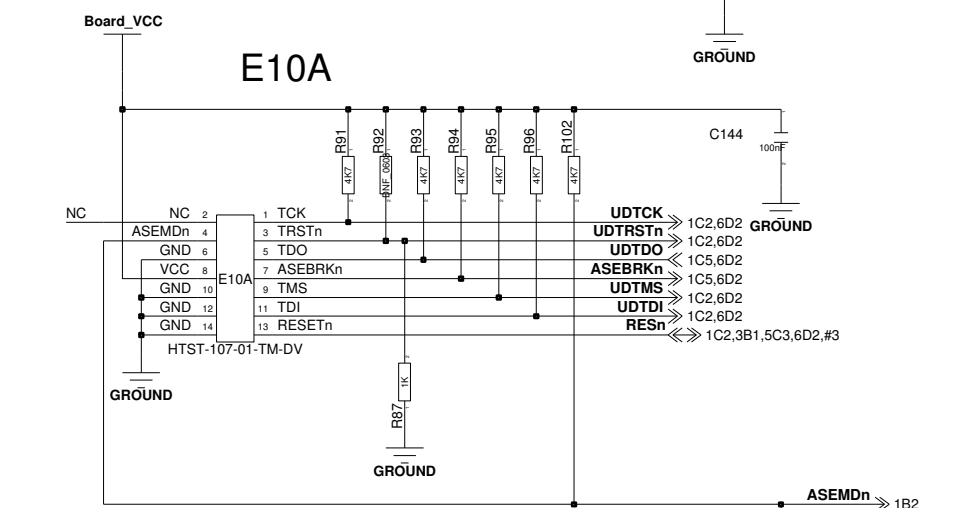 Board_VCC
GROUND
E10A
R91
R92
R93
R94
R95
R96
R102
C144
100nF
4K7
DNF_0603
4K7
4K7
4K7
4K7
4K7
NC
NC 2
1 TCK
UDTCK
1C2,6D2
GROUND
ASEMDn 4
3 TRSTn
UDTRSTn
1C2,6D2
GND 6
5 TDO
UDTDO
1C5,6D2
VCC 8
E10A
7 ASEBRKn
ASEBRKn
1C5,6D2
GND 10
9 TMS
UDTMS
1C2,6D2
GND 12
11 TDI
UDTDI
1C2,6D2
GND 14
13 RESETn
RESn
1C2,3B1,5C3,6D2,#3
HTST-107-01-TM-DV
GROUND
1K
R87
GROUND
ASEMDn
1B2